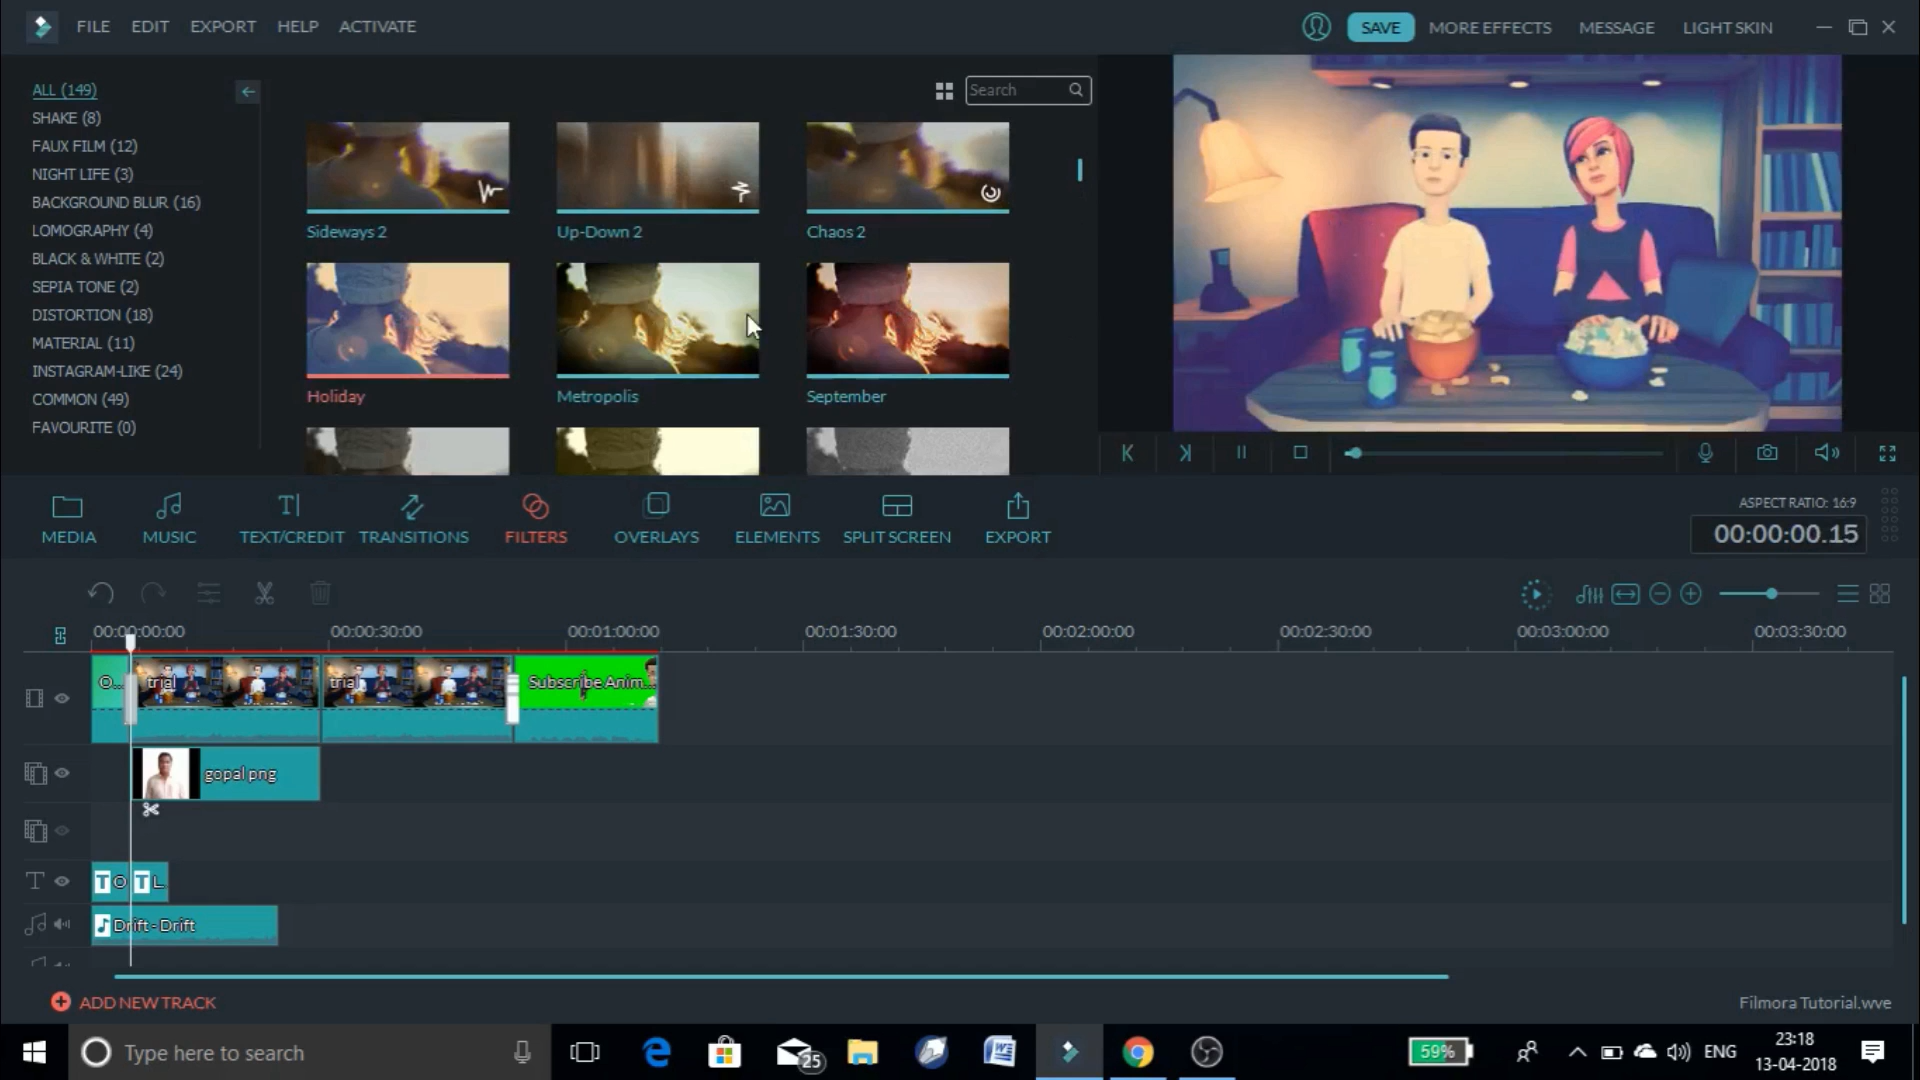 FILE EDIT EXPORT HELP ACTIVATE
SAVE MORE EFFECTS MESSAGE LIGHT SKIN
ALL (149)
SHAKE (8)
FAUX FILM (12)
NIGHT LIFE (3)
BACKGROUND BLUR (16)
LOMOGRAPHY (4)
BLACK & WHITE (2)
SEPIA TONE (2)
DISTORTION (18)
MATERIAL (11)
INSTAGRAM-LIKE (24)
COMMON (49)
FAVOURITE (0)
Search
Sideways 2 Up-Down 2 Chaos 2
Holiday Metropolis September
MEDIA MUSIC TEXT/CREDIT TRANSITIONS FILTERS OVERLAYS ELEMENTS SPLIT SCREEN EXPORT
ASPECT RATIO: 16:9
00:00:00.15
00:00:00:00 00:00:30:00 00:01:00:00 00:01:30:00 00:02:00:00 00:02:30:00 00:03:00:00 00:03:30:00
O... trial trial Subscribe Anim...
gopal png
T O T L
Drift - Drift
ADD NEW TRACK
Filmora Tutorial.wve
Type here to search
25
59%
ENG
23:18
13-04-2018